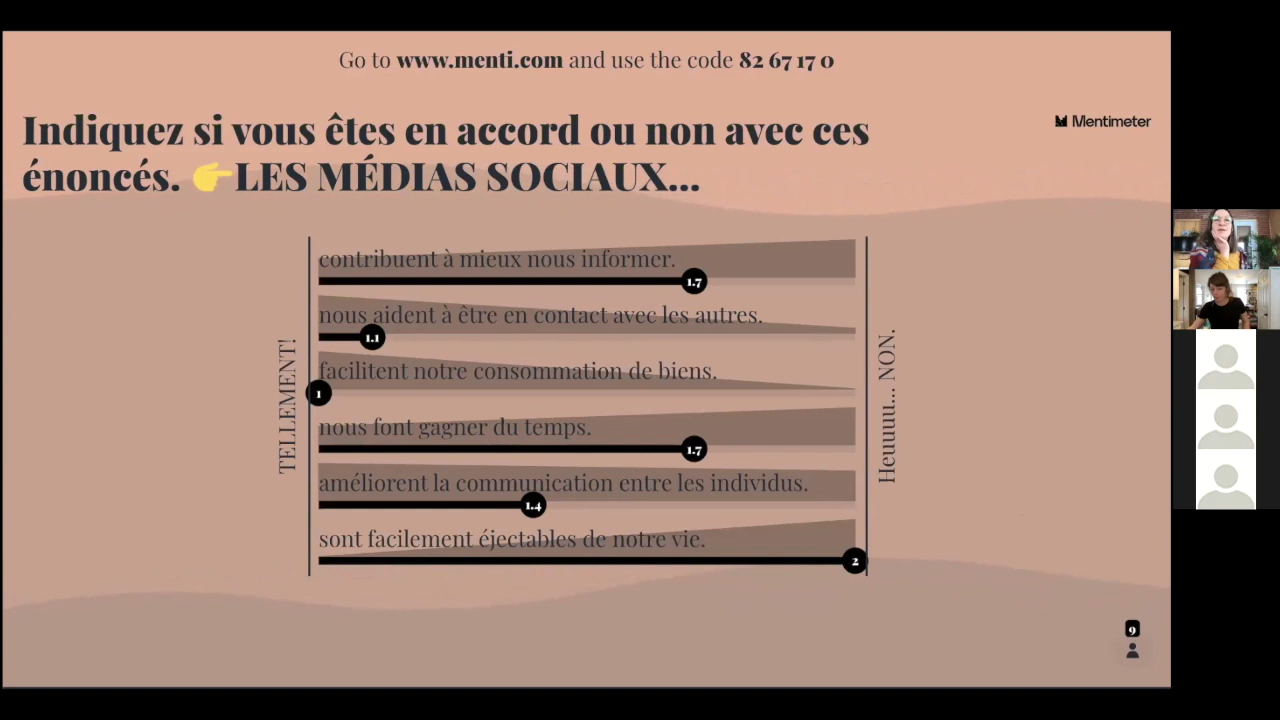 Go to www.menti.com and use the code 82 67 17 0
Indiquez si vous êtes en accord ou non avec ces
énoncés. 👉LES MÉDIAS SOCIAUX...
Mentimeter
TELLEMENT!
contribuent à mieux nous informer.
1.7
nous aident à être en contact avec les autres.
1.1
facilitent notre consommation de biens.
1
nous font gagner du temps.
1.7
améliorent la communication entre les individus.
1.4
sont facilement éjectables de notre vie.
2
Heuuuu... NON.
9